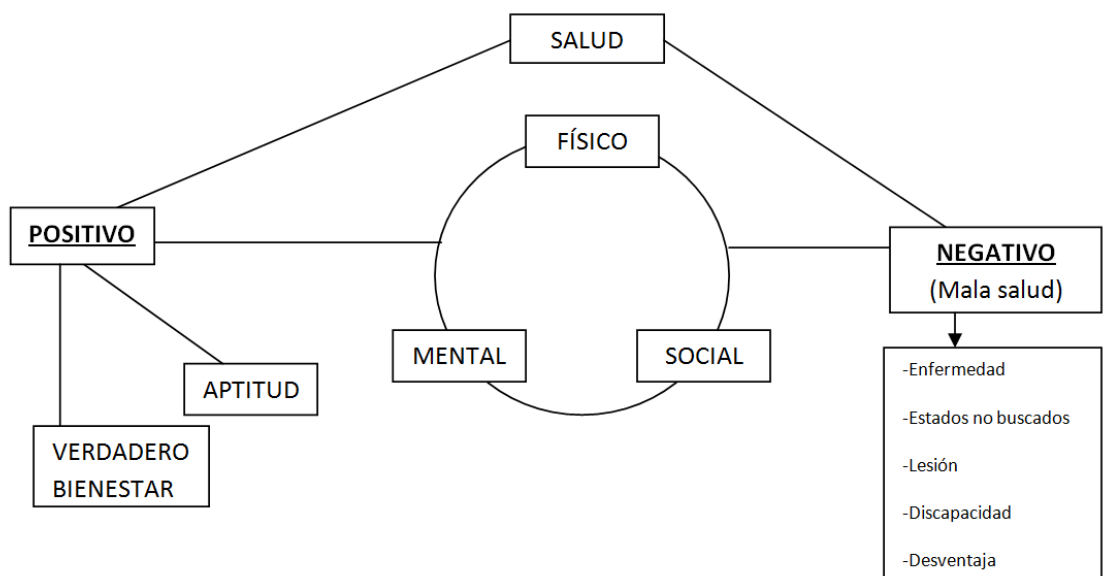 SALUD
FÍSICO
POSITIVO
NEGATIVO
(Mala salud)
MENTAL
SOCIAL
APTITUD
VERDADERO
BIENESTAR
-Enfermedad
-Estados no buscados
-Lesión
-Discapacidad
-Desventaja